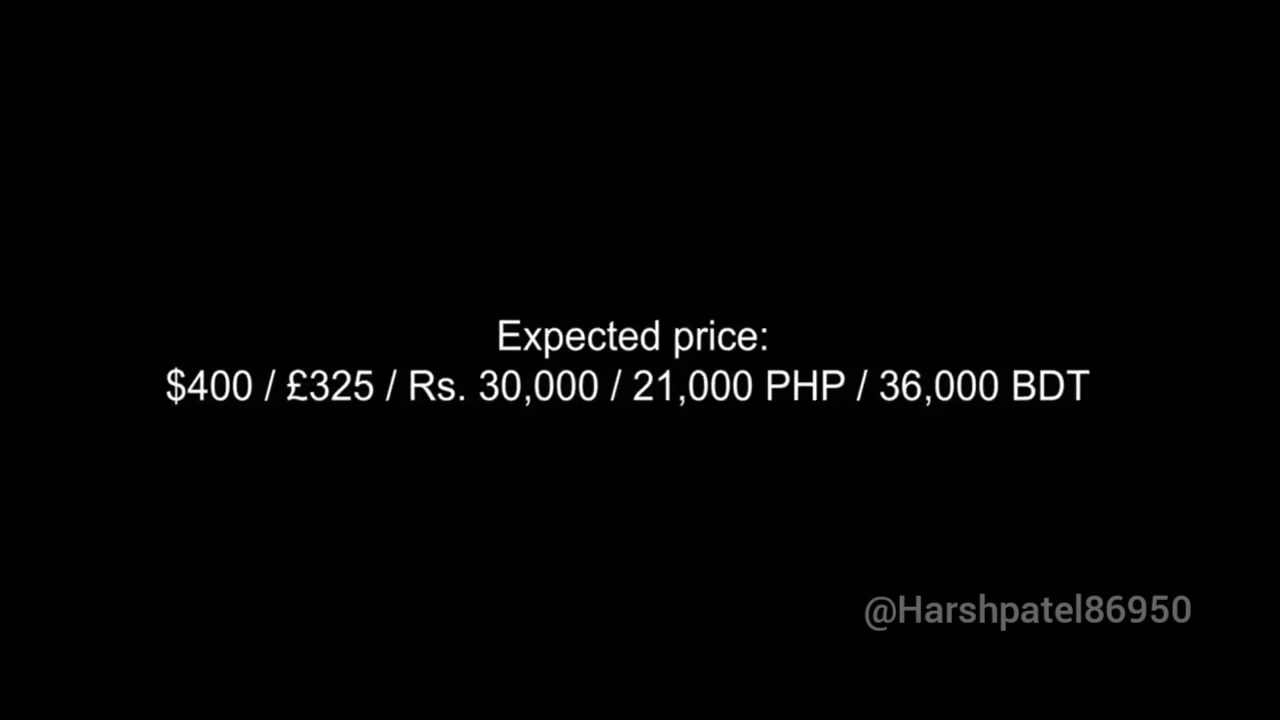 Expected price:
$400 / £325 / Rs. 30,000 / 21,000 PHP / 36,000 BDT
@Harshpatel86950